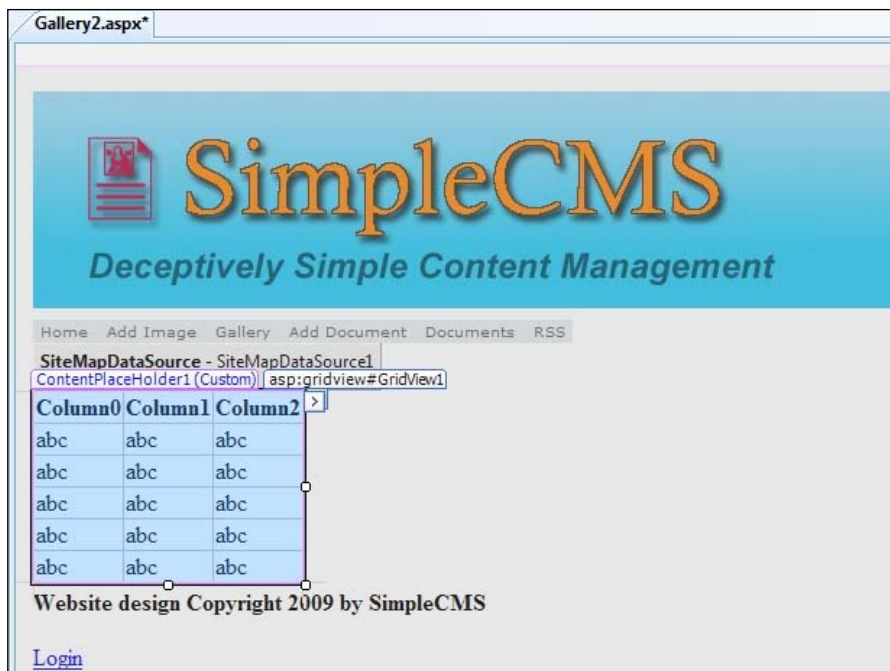 Gallery2.aspx*
SimpleCMS
Deceptively Simple Content Management
Home Add Image Gallery Add Document Documents RSS
SiteMapDataSource - SiteMapDataSource1
ContentPlaceHolder1 (Custom) asp:gridview#GridView1
Column0 Column1 Column2
abc abc abc
abc abc abc
abc abc abc
abc abc abc
abc abc abc
Website design Copyright 2009 by SimpleCMS
Login